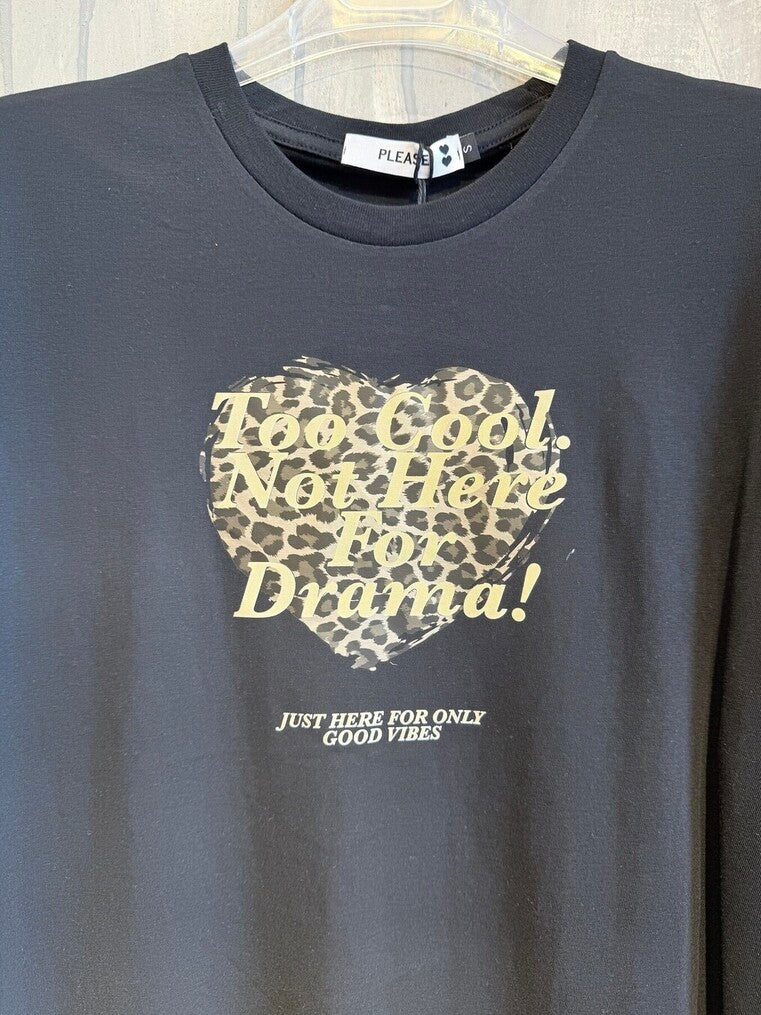 PLEASE
S
Too Cool.
Not Here
For
Drama!
JUST HERE FOR ONLY
GOOD VIBES